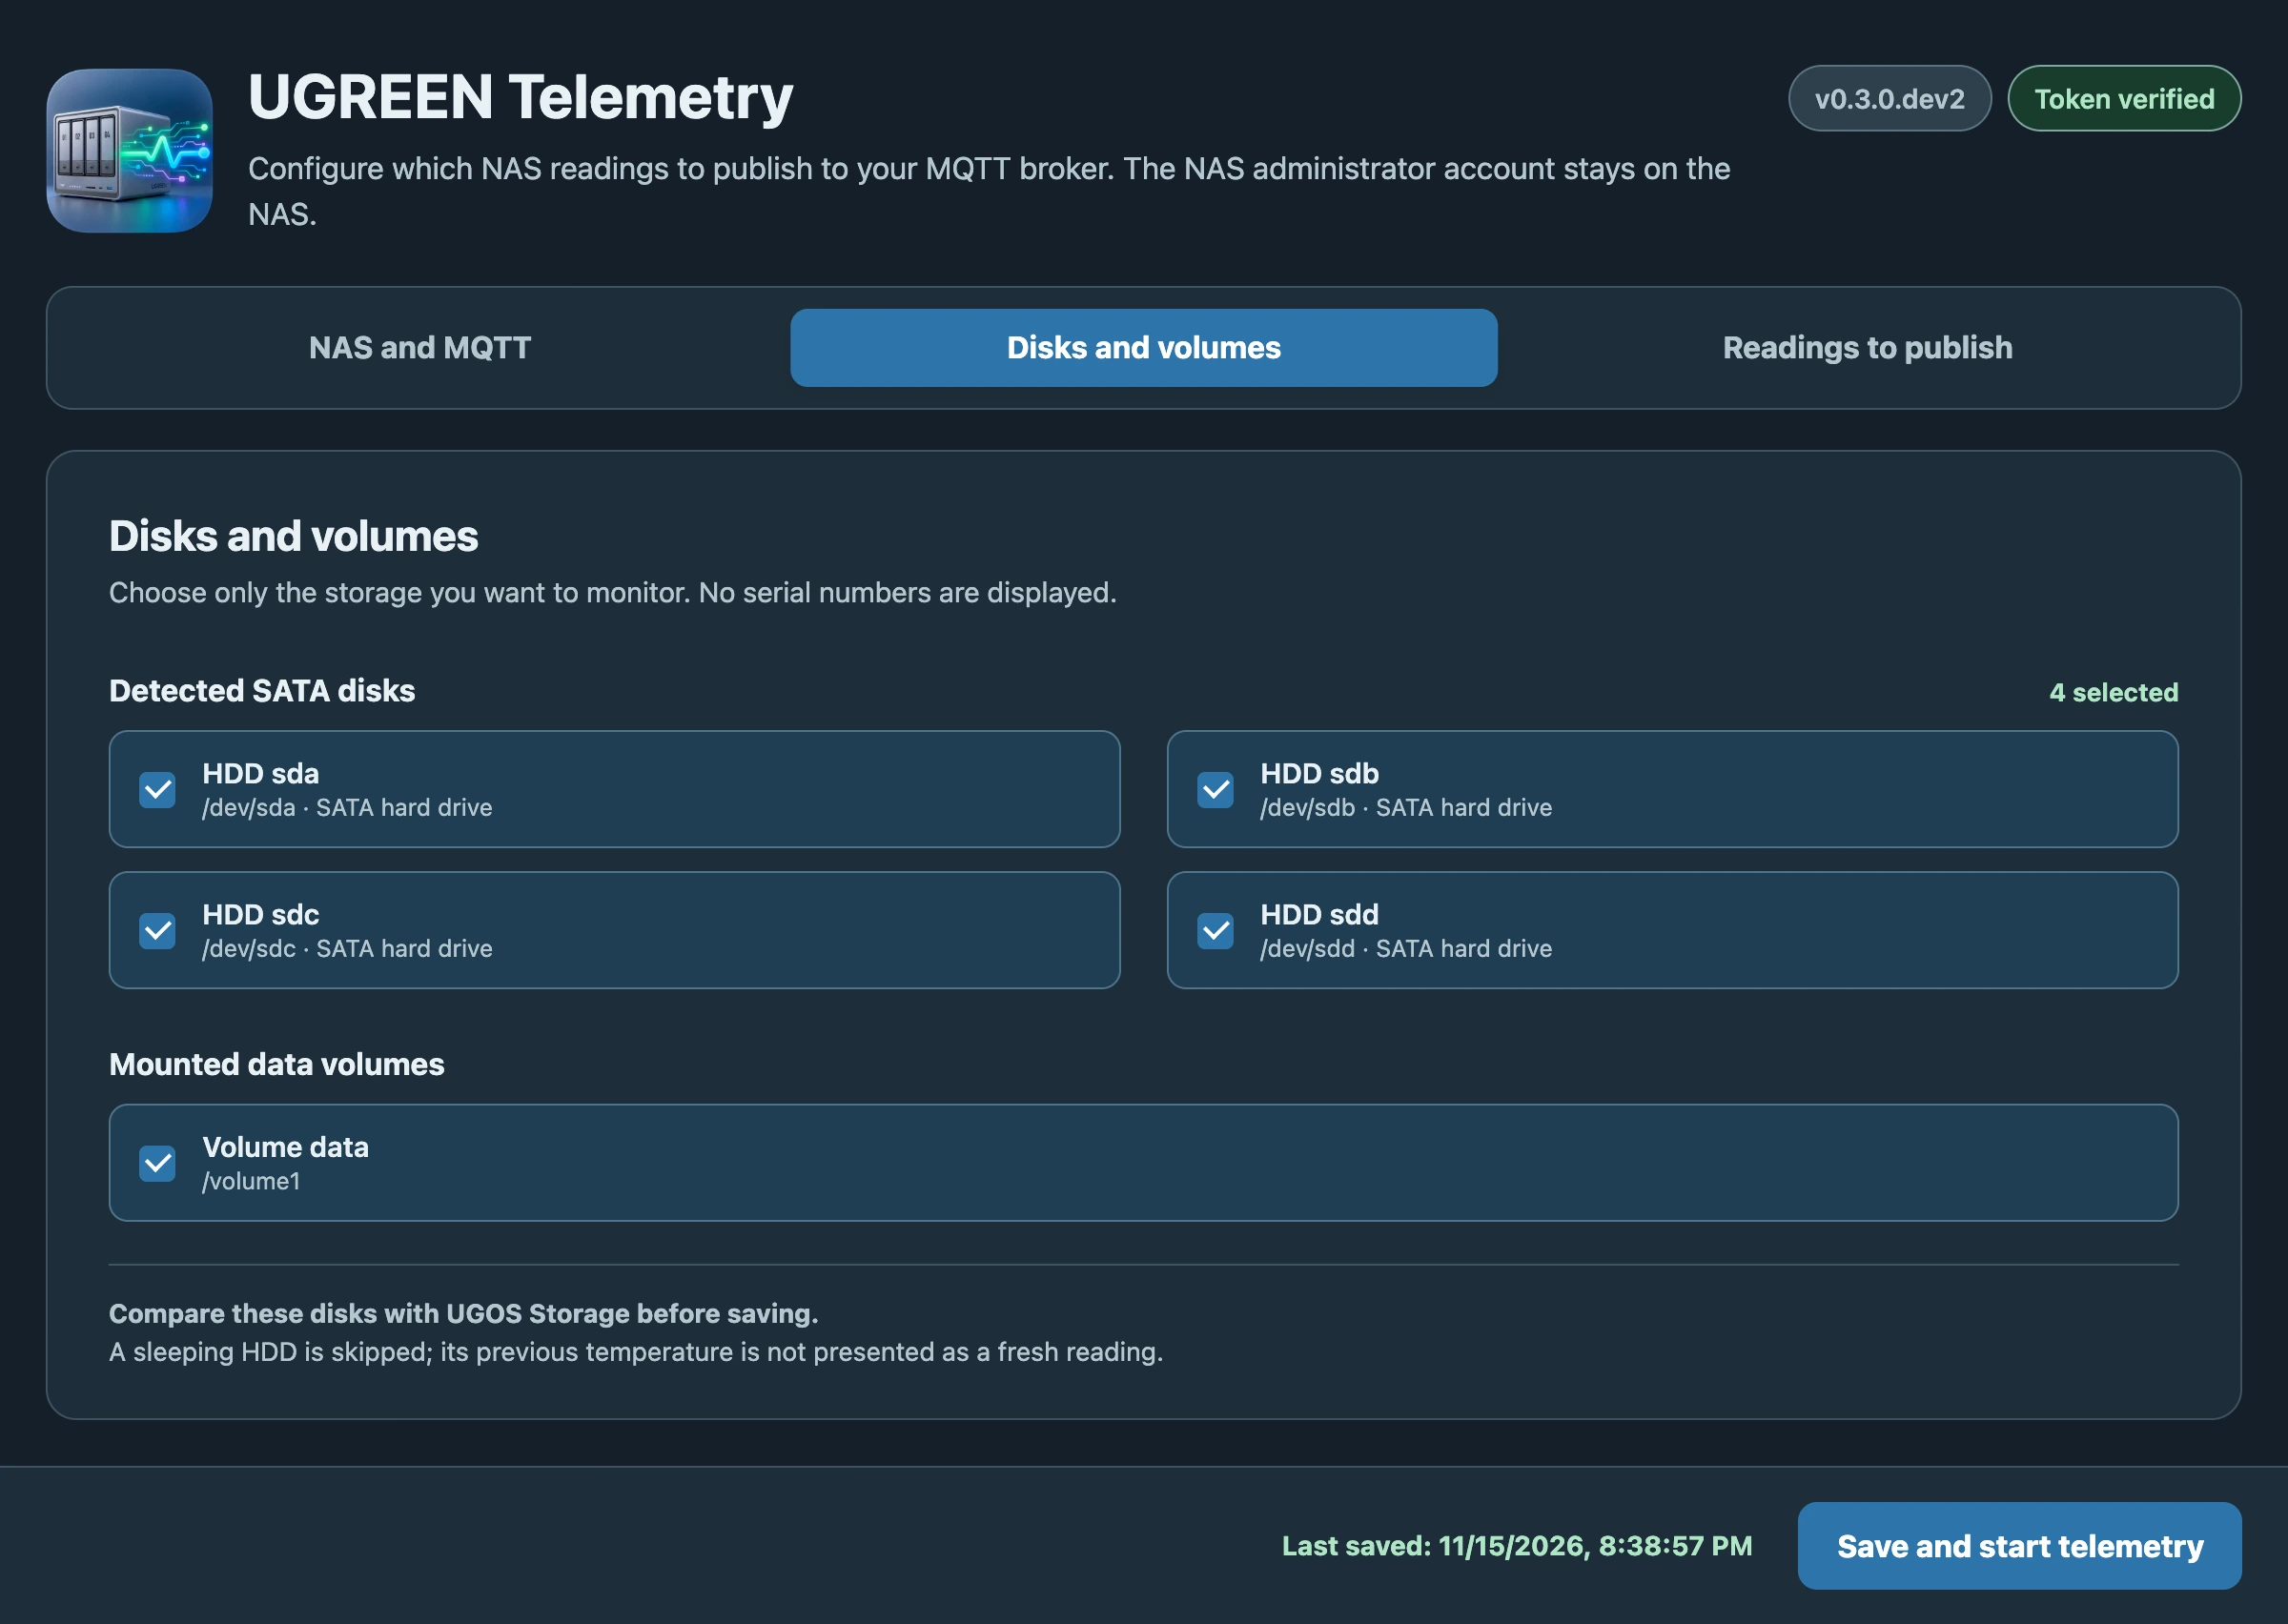 UGREEN Telemetry
v0.3.0.dev2
Token verified
Configure which NAS readings to publish to your MQTT broker. The NAS administrator account stays on the
NAS.
NAS and MQTT
Disks and volumes
Readings to publish
Disks and volumes
Choose only the storage you want to monitor. No serial numbers are displayed.
Detected SATA disks
4 selected
HDD sda
/dev/sda · SATA hard drive
HDD sdb
/dev/sdb · SATA hard drive
HDD sdc
/dev/sdc · SATA hard drive
HDD sdd
/dev/sdd · SATA hard drive
Mounted data volumes
Volume data
/volume1
Compare these disks with UGOS Storage before saving.
A sleeping HDD is skipped; its previous temperature is not presented as a fresh reading.
Last saved: 11/15/2026, 8:38:57 PM
Save and start telemetry